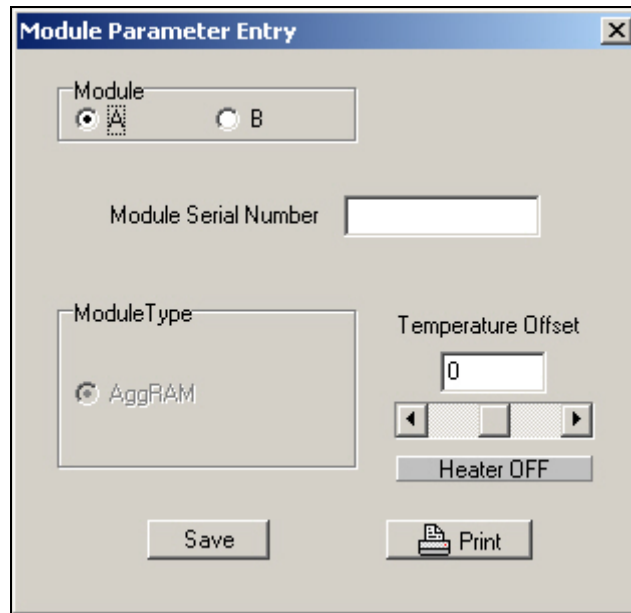 Module Parameter Entry
Module
A B
Module Serial Number
ModuleType
AggRAM
Temperature Offset
0
Heater OFF
Save Print